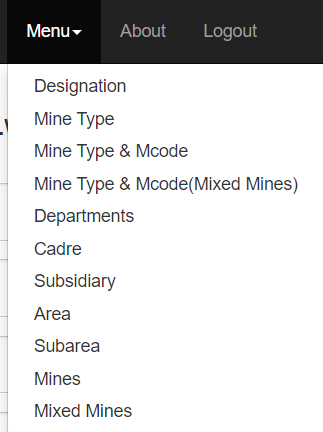 Menu About Logout
Designation
Mine Type
Mine Type & Mcode
Mine Type & Mcode(Mixed Mines)
Departments
Cadre
Subsidiary
Area
Subarea
Mines
Mixed Mines